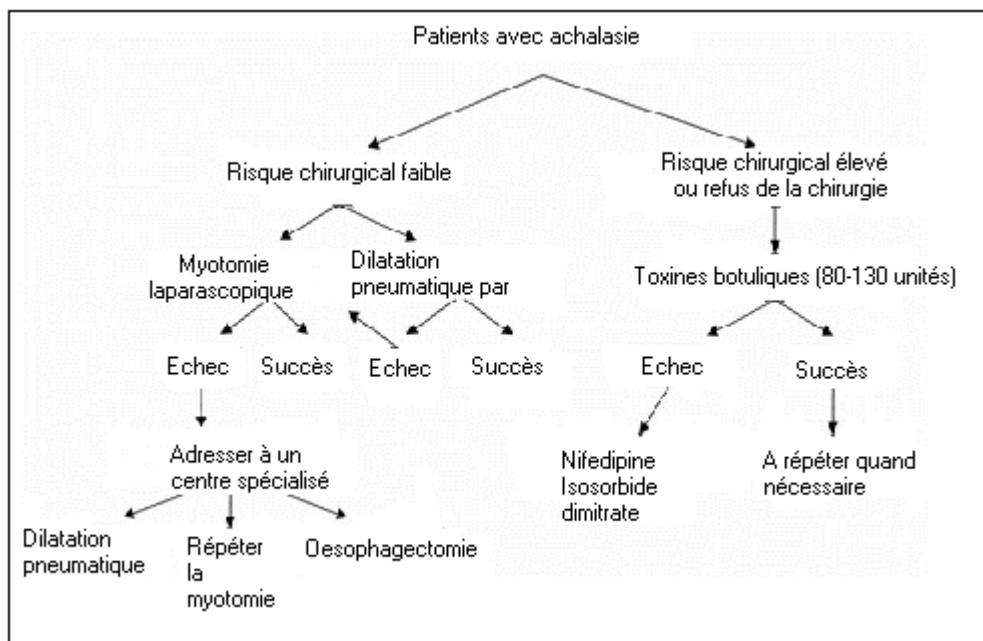 Patients avec achalasie
Risque chirurgical faible
Risque chirurgical élevé
ou refus de la chirurgie
Myotomie
laparascopique
Dilatation
pneumatique par
Toxines botuliques (80-130 unités)
Echec
Succès
Echec
Succès
Echec
Succès
Adresser à un
centre spécialisé
Nifedipine
Isosorbide
dimitrate
A répéter quand
nécessaire
Dilatation
pneumatique
Répéter
la
myotomie
Oesophagectomie